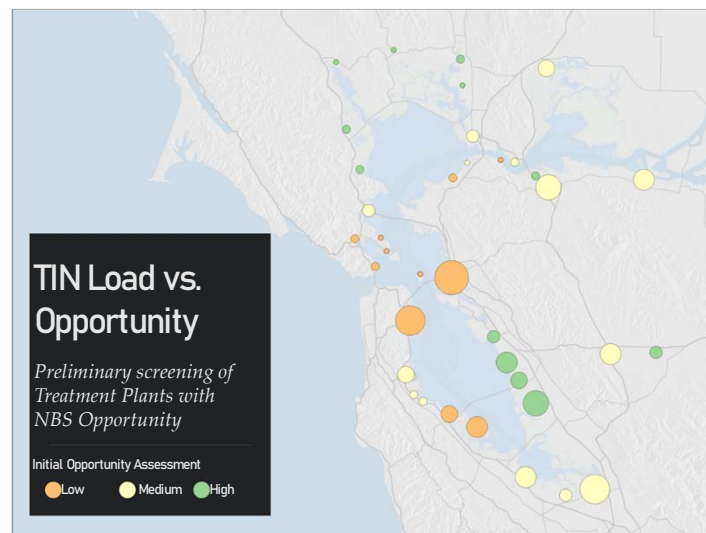 TIN Load vs.
Opportunity
Preliminary screening of
Treatment Plants with
NBS Opportunity
Initial Opportunity Assessment
Low Medium High